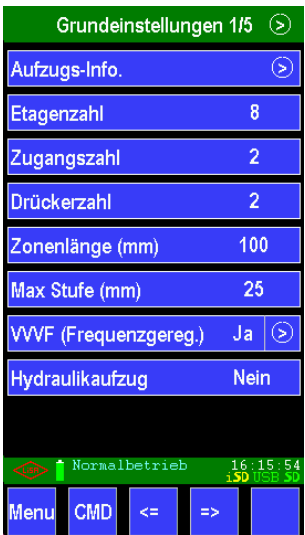 Grundeinstellungen 1/5 >
Aufzugs-Info. >
Etagenzahl 8
Zugangszahl 2
Drückerzahl 2
Zonenlänge (mm) 100
Max Stufe (mm) 25
VVVF (Frequenzgereg.) Ja >
Hydraulikaufzug Nein
Normalbetrieb 16:15:54
iSD USB SD
Menu CMD <= =>